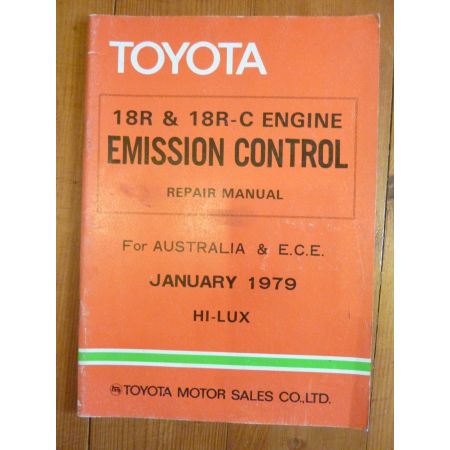 TOYOTA
18R & 18R-C ENGINE
EMISSION CONTROL
REPAIR MANUAL
For AUSTRALIA & E.C.E.
JANUARY 1979
HI-LUX
TOYOTA MOTOR SALES CO.,LTD.